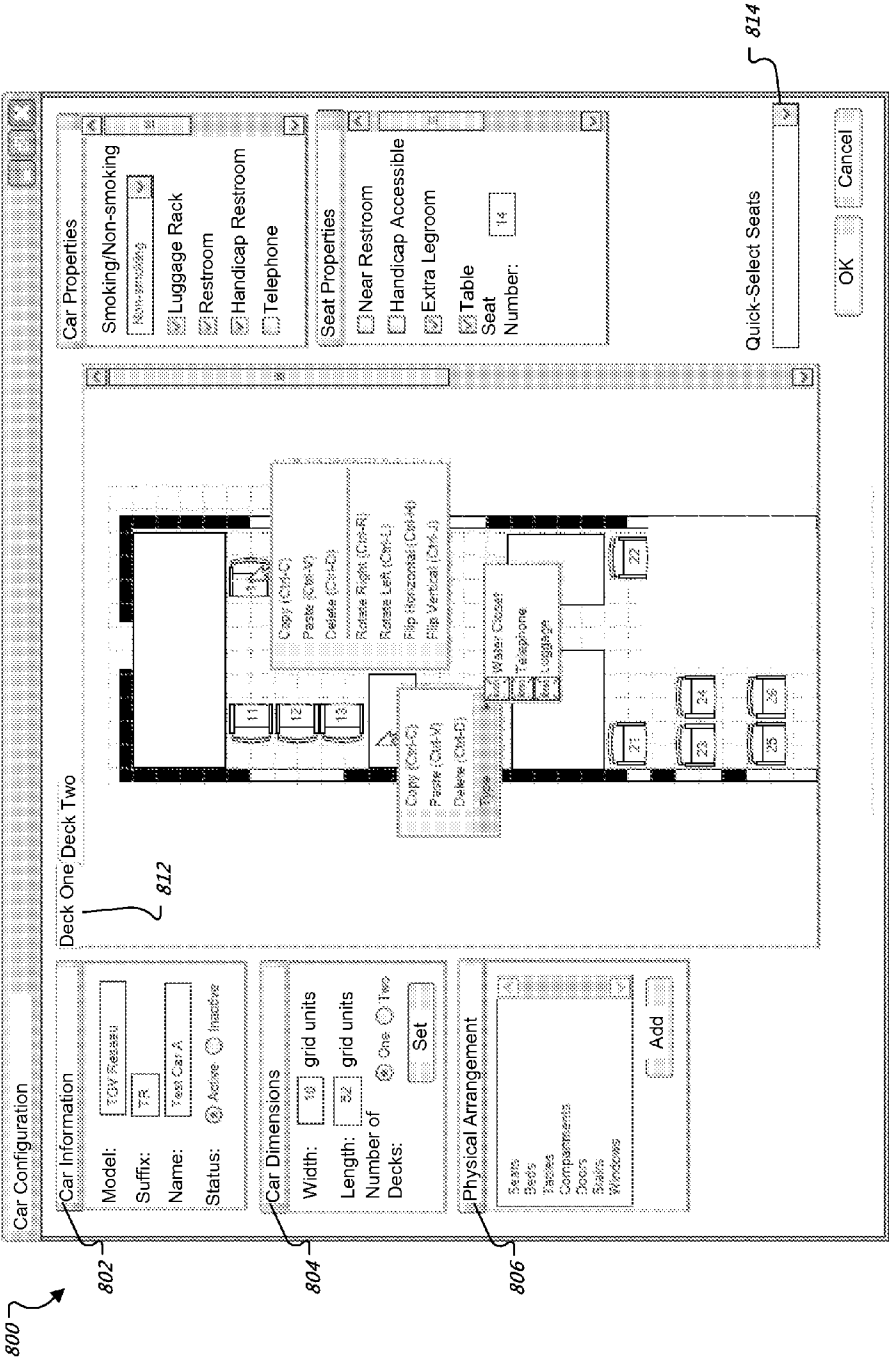 800
Car Configuration
802
Car Information
Model:
TGV Reseau
Suffix:
TR
Name:
Test Car A
Status:
Active
Inactive
804
Car Dimensions
Width:
grid units
Length:
52
grid units
Number of
Decks:
One
Two
Set
806
Physical Arrangement
Seats
Beds
Tables
Compartments
Doors
Stairs
Windows
Add
Deck One
Deck Two
812
11
12
13
Copy (Ctrl-C)
Paste (Ctrl-V)
Delete (Ctrl-D)
Rotate Right (Ctrl-R)
Rotate Left (Ctrl-L)
Flip Horizontal (Ctrl-H)
Flip Vertical (Ctrl-J)
Copy (Ctrl-C)
Paste (Ctrl-V)
Delete (Ctrl-D)
Type
Water Closet
Telephone
Luggage
21
22
23
24
25
26
Car Properties
Smoking/Non-smoking
Non-smoking
Luggage Rack
Restroom
Handicap Restroom
Telephone
Seat Properties
Near Restroom
Handicap Accessible
Extra Legroom
Table
Seat
Number:
14
Quick-Select Seats
814
OK
Cancel